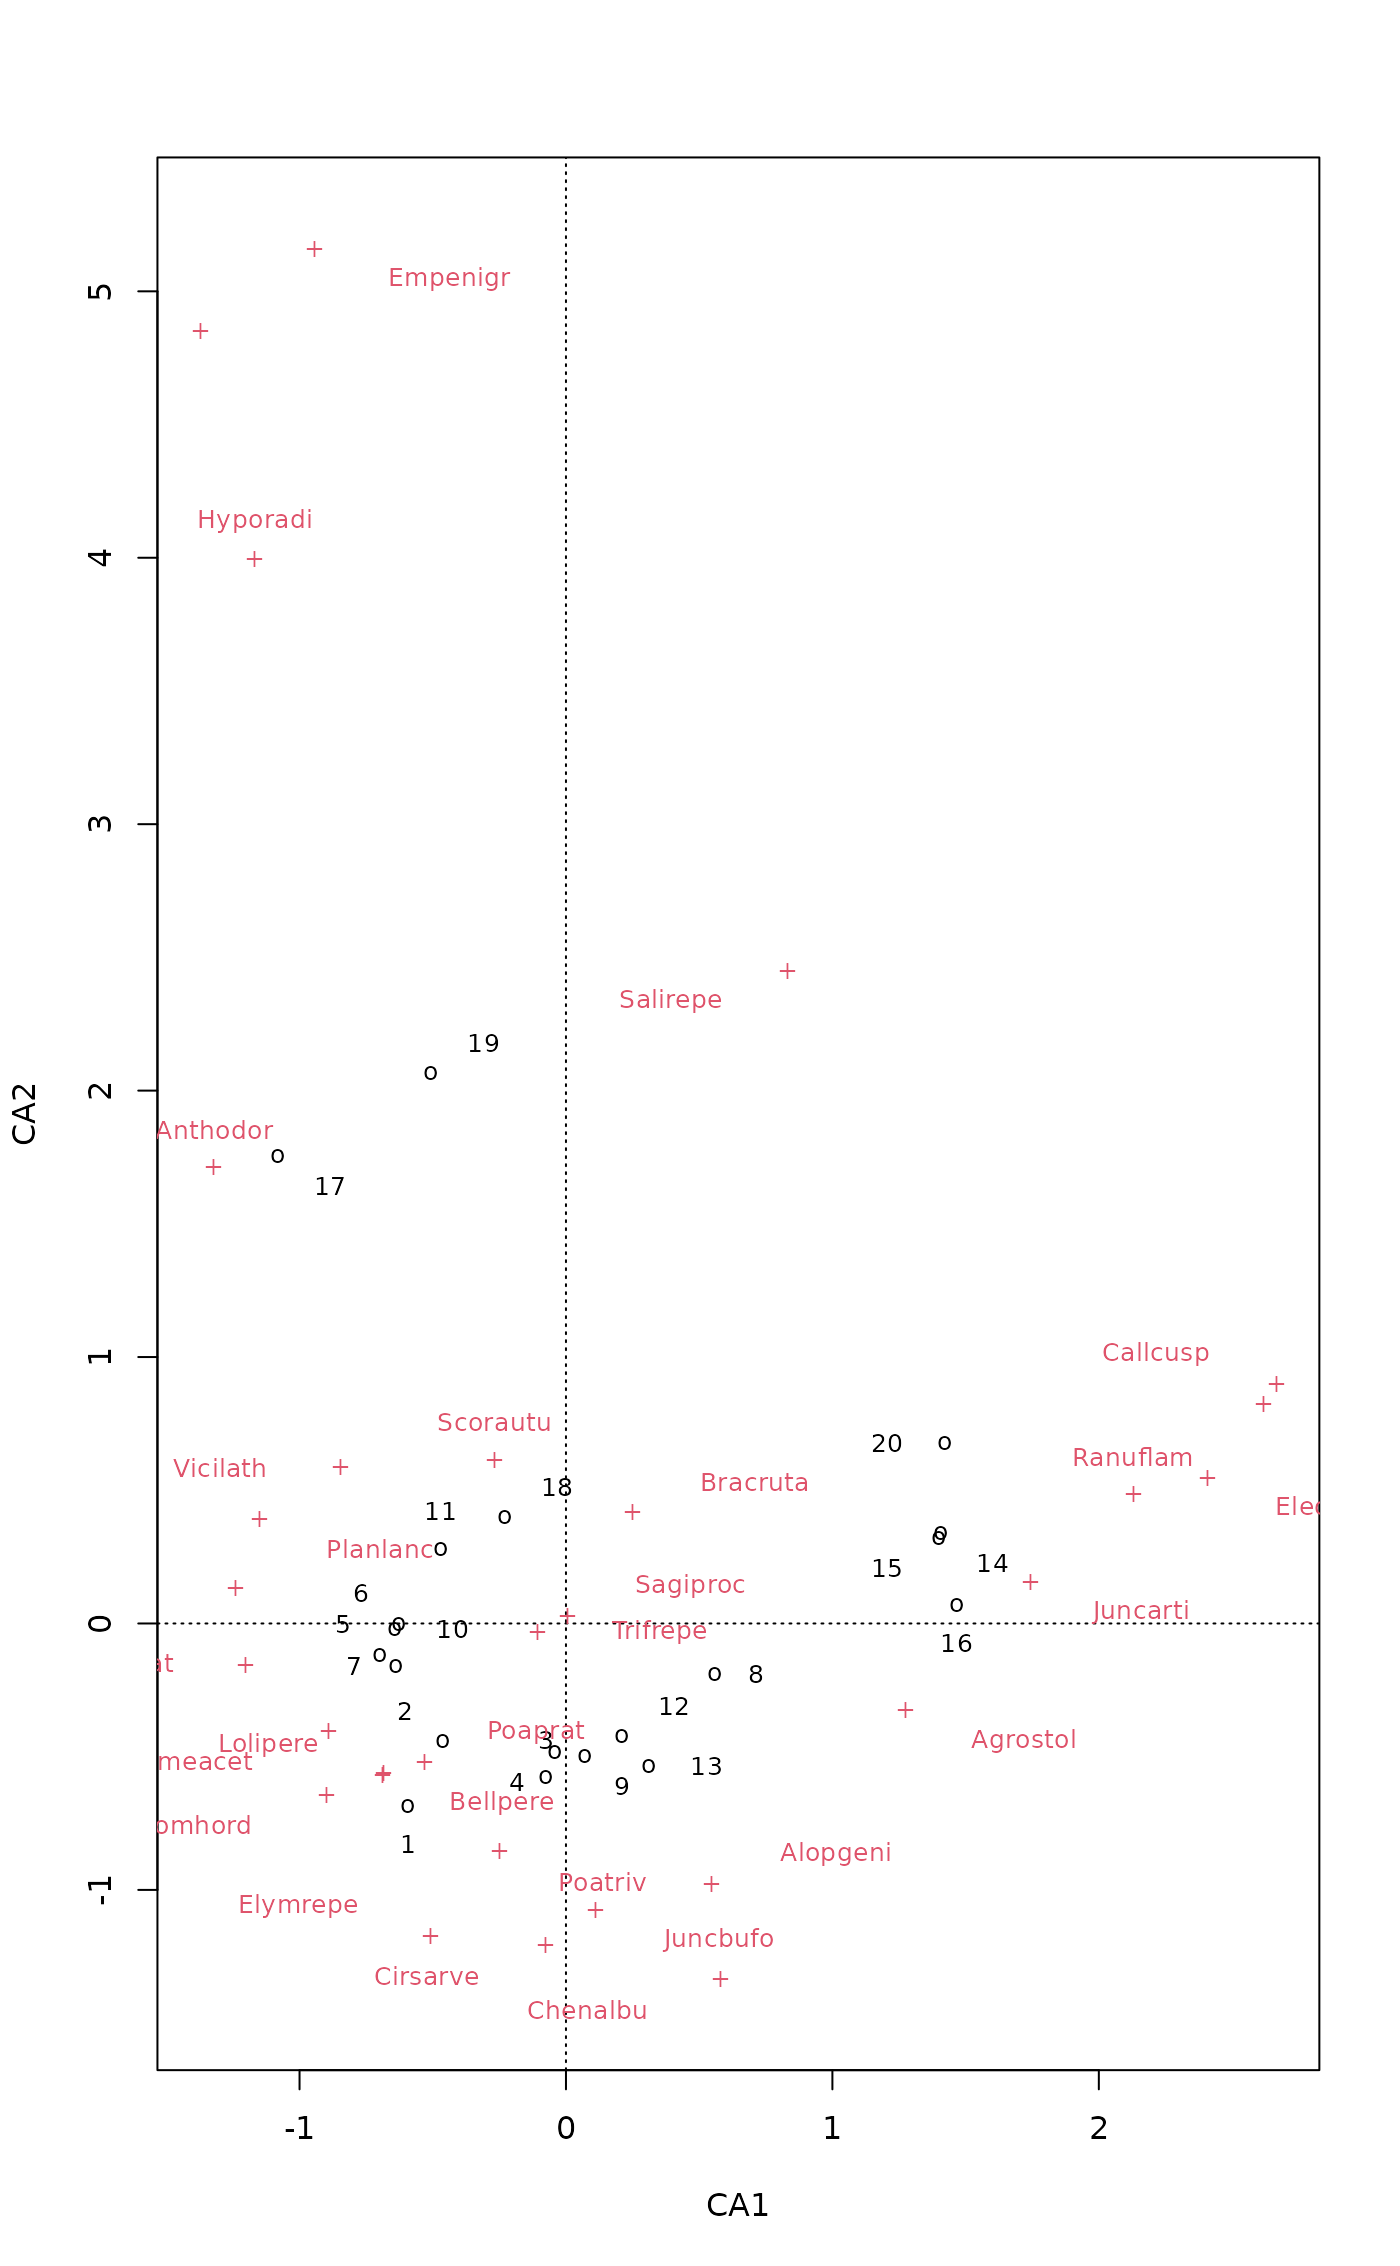 Empenigr
5
Hyporadi
4
3
Salirepe
19
2
CA2
Anthodor
17
1
Callcusp
Scorautu
20
Ranuflam
Vicilath
18
Bracruta
Elec
11
Planlanc
15
14
6
Sagiproc
Juncarti
0
5
10
Trifrepe
16
at
7
8
2
12
Lolipere
Poaprat
3
Agrostol
meacet
4
9
13
Bellpere
omhord
1
Alopgeni
-1
Poatriv
Elymrepe
Juncbufo
Cirsarve
Chenalbu
-1
0
1
2
CA1